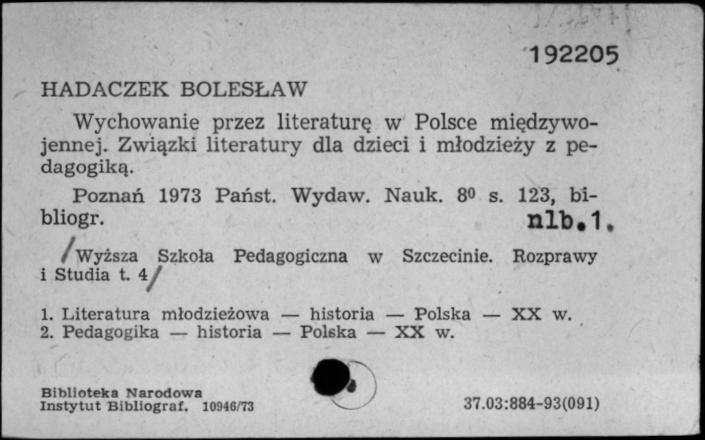 192205
HADACZEK BOLESŁAW
Wychowanie przez literaturę w Polsce międzywo-
jennej. Związki literatury dla dzieci i młodzieży z pe-
dagogiką.
Poznań 1973 Państ. Wydaw. Nauk. 8⁰ s. 123, bi-
bliogr. nlb.1.
/Wyższa Szkoła Pedagogiczna w Szczecinie. Rozprawy
i Studia t. 4/
1. Literatura młodzieżowa — historia — Polska — XX w.
2. Pedagogika — historia — Polska — XX w.
Biblioteka Narodowa
Instytut Bibliograf. 10946/73 37.03:884-93(091)